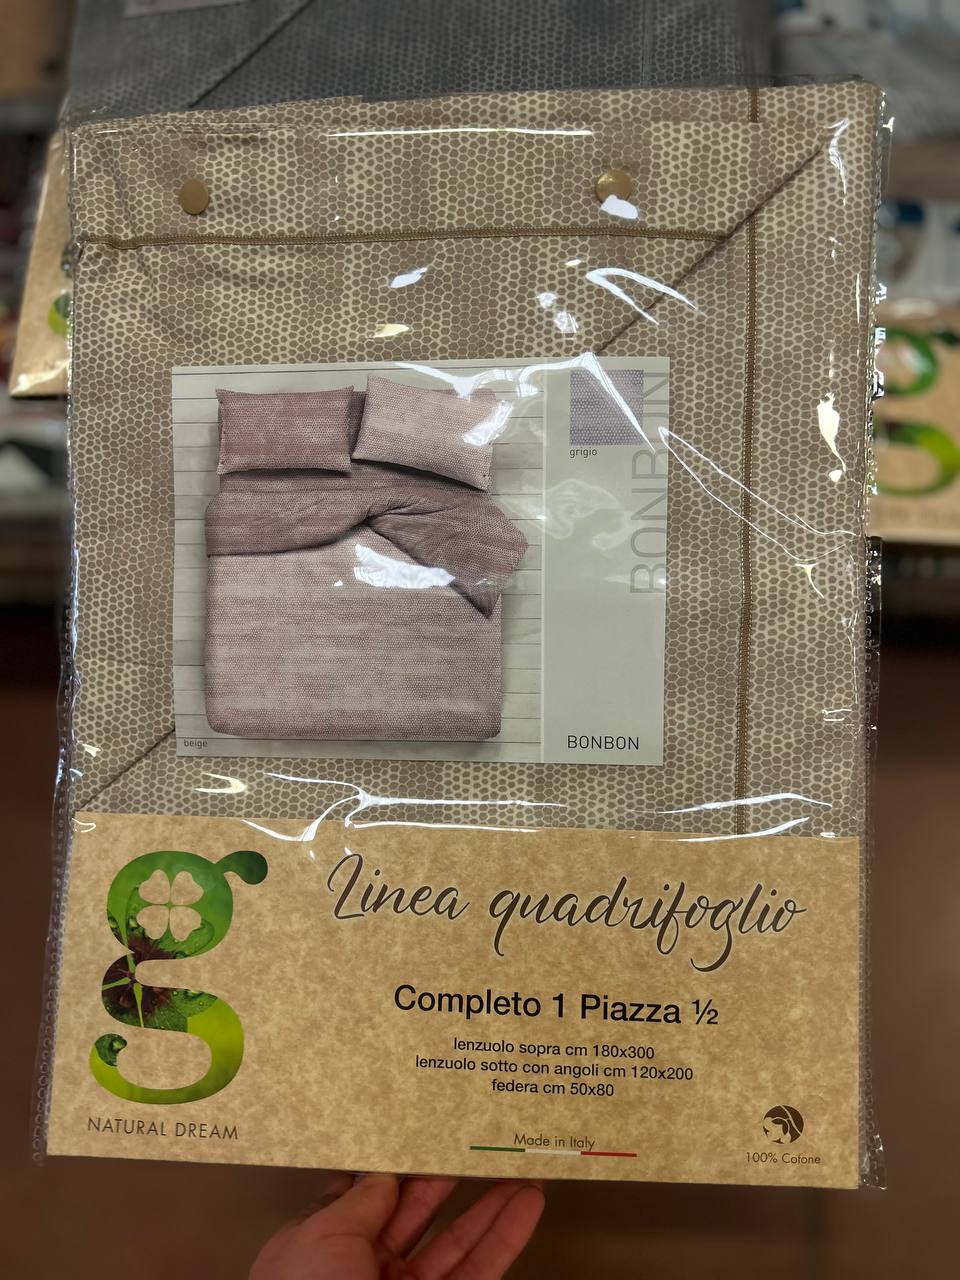 grigio
BONBON
beige
BONBON
Linea quadrifoglio
Completo 1 Piazza ½
lenzuolo sopra cm 180x300
lenzuolo sotto con angoli cm 120x200
federa cm 50x80
NATURAL DREAM
Made in Italy
100% Cotone